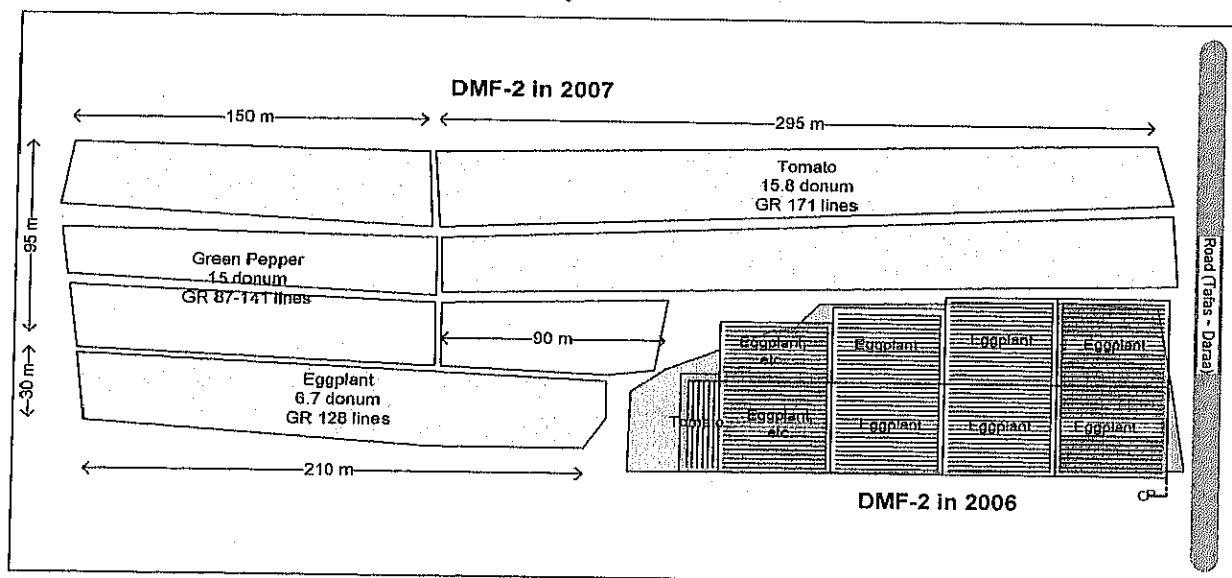 DMF-2 in 2007
150 m
295 m
Tomato
15.8 donum
GR 171 lines
95 m
Green Pepper
15 donum
GR 87-141 lines
90 m
30 m
Eggplant
6.7 donum
GR 128 lines
210 m
Eggplant,
etc
Eggplant
Eggplant
Eggplant
Tomato
Eggplant,
etc
Eggplant
Eggplant
Eggplant
DMF-2 in 2006
CP
Road (Tafas ~ Daraa)